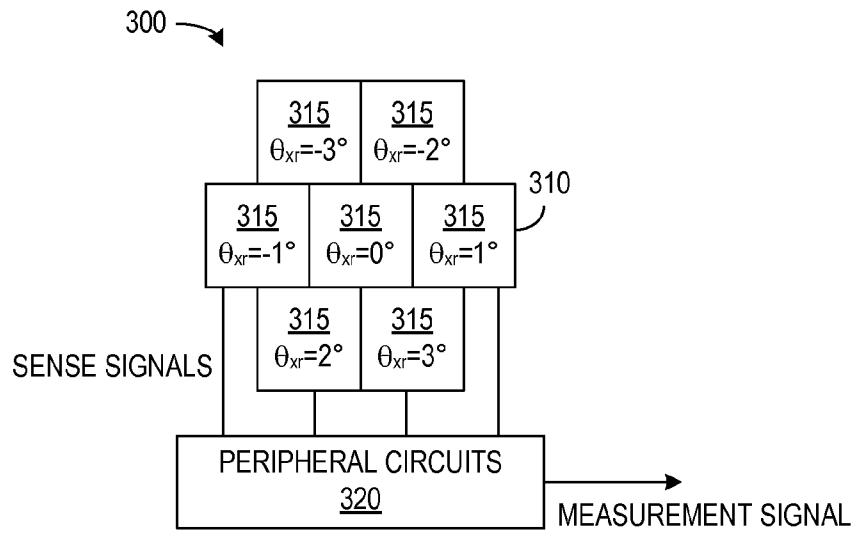 300
315 315
θxr=-3° θxr=-2°
310
315 315 315
θxr=-1° θxr=0° θxr=1°
315 315
θxr=2° θxr=3°
SENSE SIGNALS
PERIPHERAL CIRCUITS
320
MEASUREMENT SIGNAL